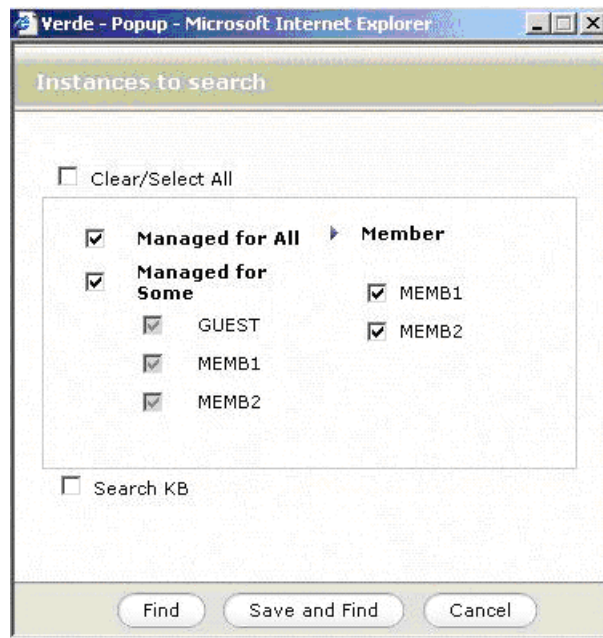 Verde - Popup - Microsoft Internet Explorer
Instances to search
Clear/Select All
Managed for All
Managed for
Some
GUEST
MEMB1
MEMB2
Member
MEMB1
MEMB2
Search KB
Find
Save and Find
Cancel